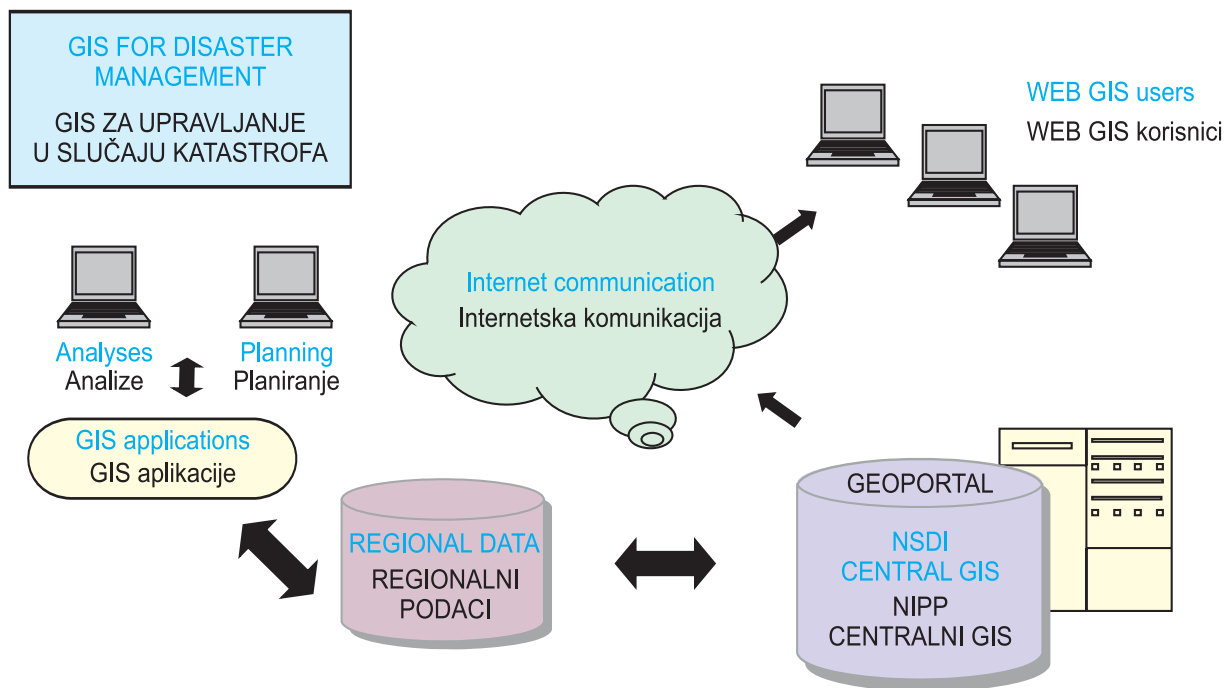 GIS FOR DISASTER
MANAGEMENT
GIS ZA UPRAVLJANJE
U SLUČAJU KATASTROFA
WEB GIS users
WEB GIS korisnici
Internet communication
Internetska komunikacija
Analyses
Analize
Planning
Planiranje
GIS applications
GIS aplikacije
REGIONAL DATA
REGIONALNI
PODACI
GEOPORTAL
NSDI
CENTRAL GIS
NIPP
CENTRALNI GIS